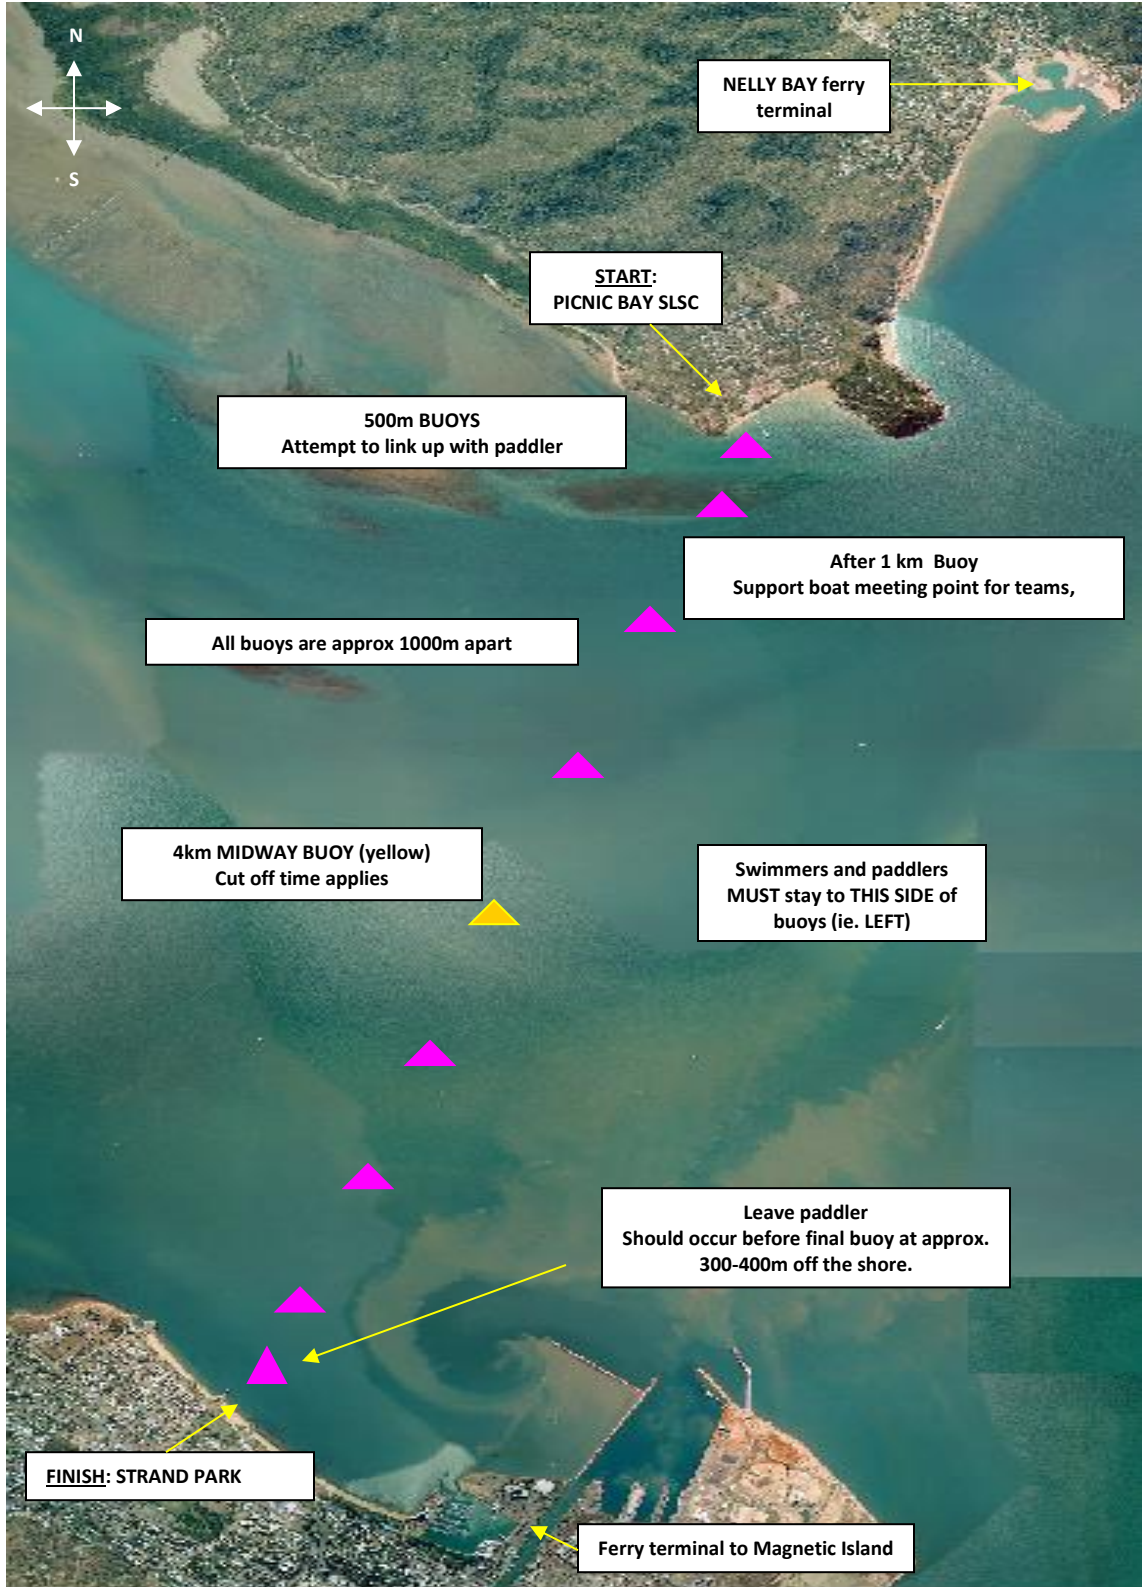 N
S
NELLY BAY ferry
terminal
START:
PICNIC BAY SLSC
500m BUOYS
Attempt to link up with paddler
After 1 km  Buoy
Support boat meeting point for teams,
All buoys are approx 1000m apart
4km MIDWAY BUOY (yellow)
Cut off time applies
Swimmers and paddlers
MUST stay to THIS SIDE of
buoys (ie. LEFT)
Leave paddler
Should occur before final buoy at approx.
300-400m off the shore.
FINISH: STRAND PARK
Ferry terminal to Magnetic Island